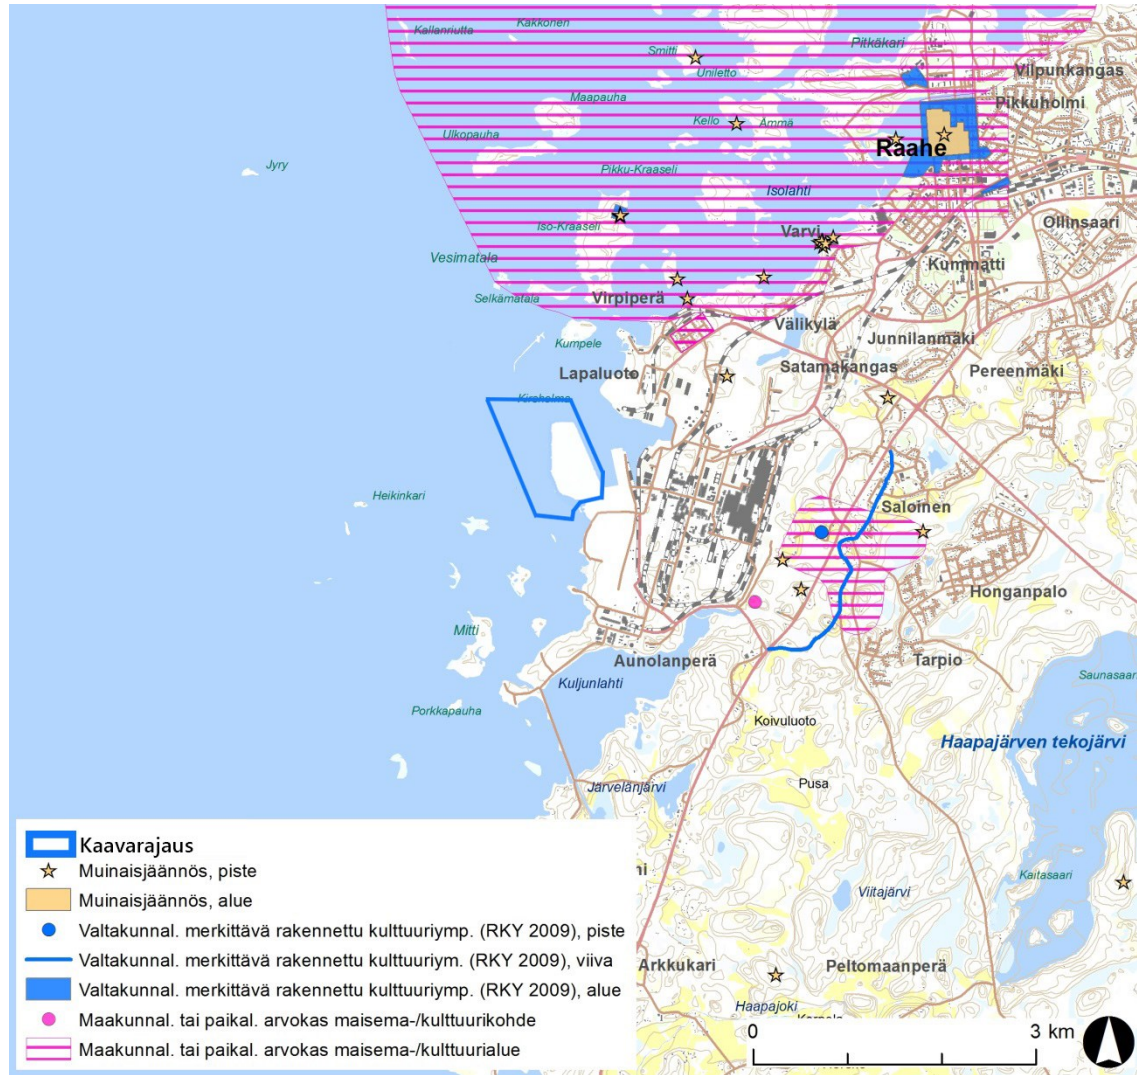 Kallanriutta
Kakkonen
Smitti
Pitkäkari
Uniletto
Vilpunkangas
Maapauha
Pikkuholmi
Kello
Ämmä
Ulkopauha
Raahe
Jyry
Pikku-Kraaseli
Isolahti
Iso-Kraaseli
Varvi
Ollinsaari
Vesimatala
Kummatti
Selkämatala
Virpiperä
Välikylä
Kumpele
Junnilanmäki
Lapaluoto
Satamakangas
Pereenmäki
Heikinkari
Saloinen
Honganpalo
Mitti
Aunolanperä
Tarpio
Kuljunlahti
Saunasaari
Porkkapauha
Koivuluoto
Haapajärven tekojärvi
Pusa
Järvelänjärvi
Kaitasaari
Viitajärvi
Arkkukari
Peltomaanperä
Haapajoki
Kaavarajaus
Muinaisjäännös, piste
Muinaisjäännös, alue
Valtakunnal. merkittävä rakennettu kulttuuriymp. (RKY 2009), piste
Valtakunnal. merkittävä rakennettu kulttuuriym. (RKY 2009), viiva
Valtakunnal. merkittävä rakennettu kulttuuriymp. (RKY 2009), alue
Maakunnal. tai paikal. arvokas maisema-/kulttuurikohde
Maakunnal. tai paikal. arvokas maisema-/kulttuurialue
0 3 km